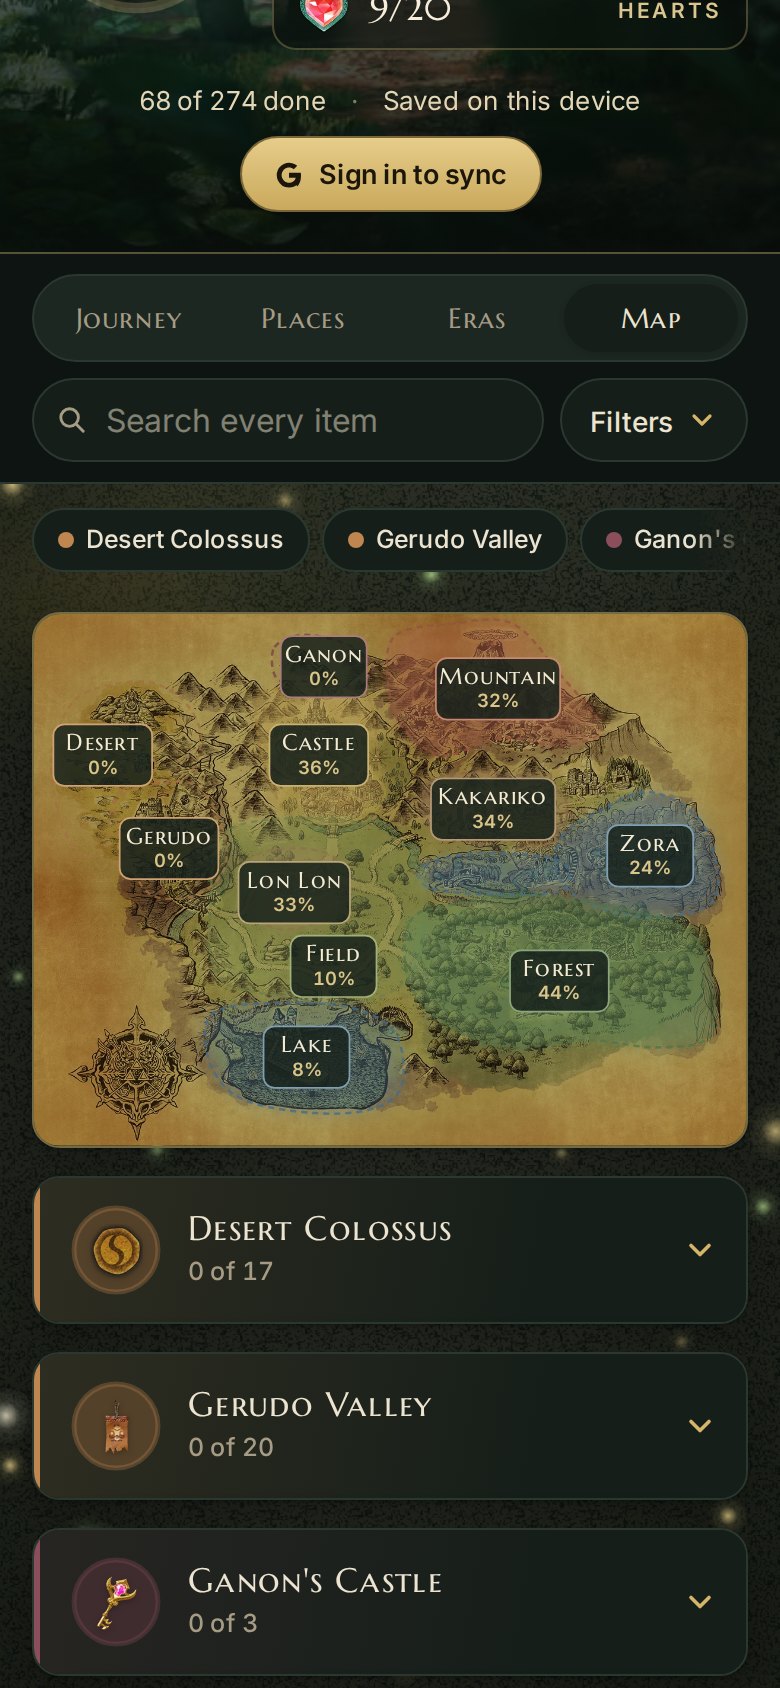 9/20 HEARTS
68 of 274 done · Saved on this device
G Sign in to sync
Journey Places Eras Map
Search every item Filters
Desert Colossus Gerudo Valley Ganon's
Ganon
0%
Mountain
32%
Desert
0%
Castle
36%
Kakariko
34%
Gerudo
0%
Zora
24%
Lon Lon
33%
Field
10%
Forest
44%
Lake
8%
Desert Colossus
0 of 17
Gerudo Valley
0 of 20
Ganon's Castle
0 of 3